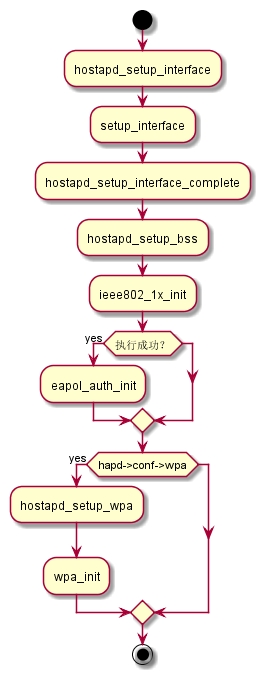 hostapd_setup_interface
setup_interface
hostapd_setup_interface_complete
hostapd_setup_bss
ieee802_1x_init
yes
执行成功?
eapol_auth_init
yes
hapd->conf->wpa
hostapd_setup_wpa
wpa_init